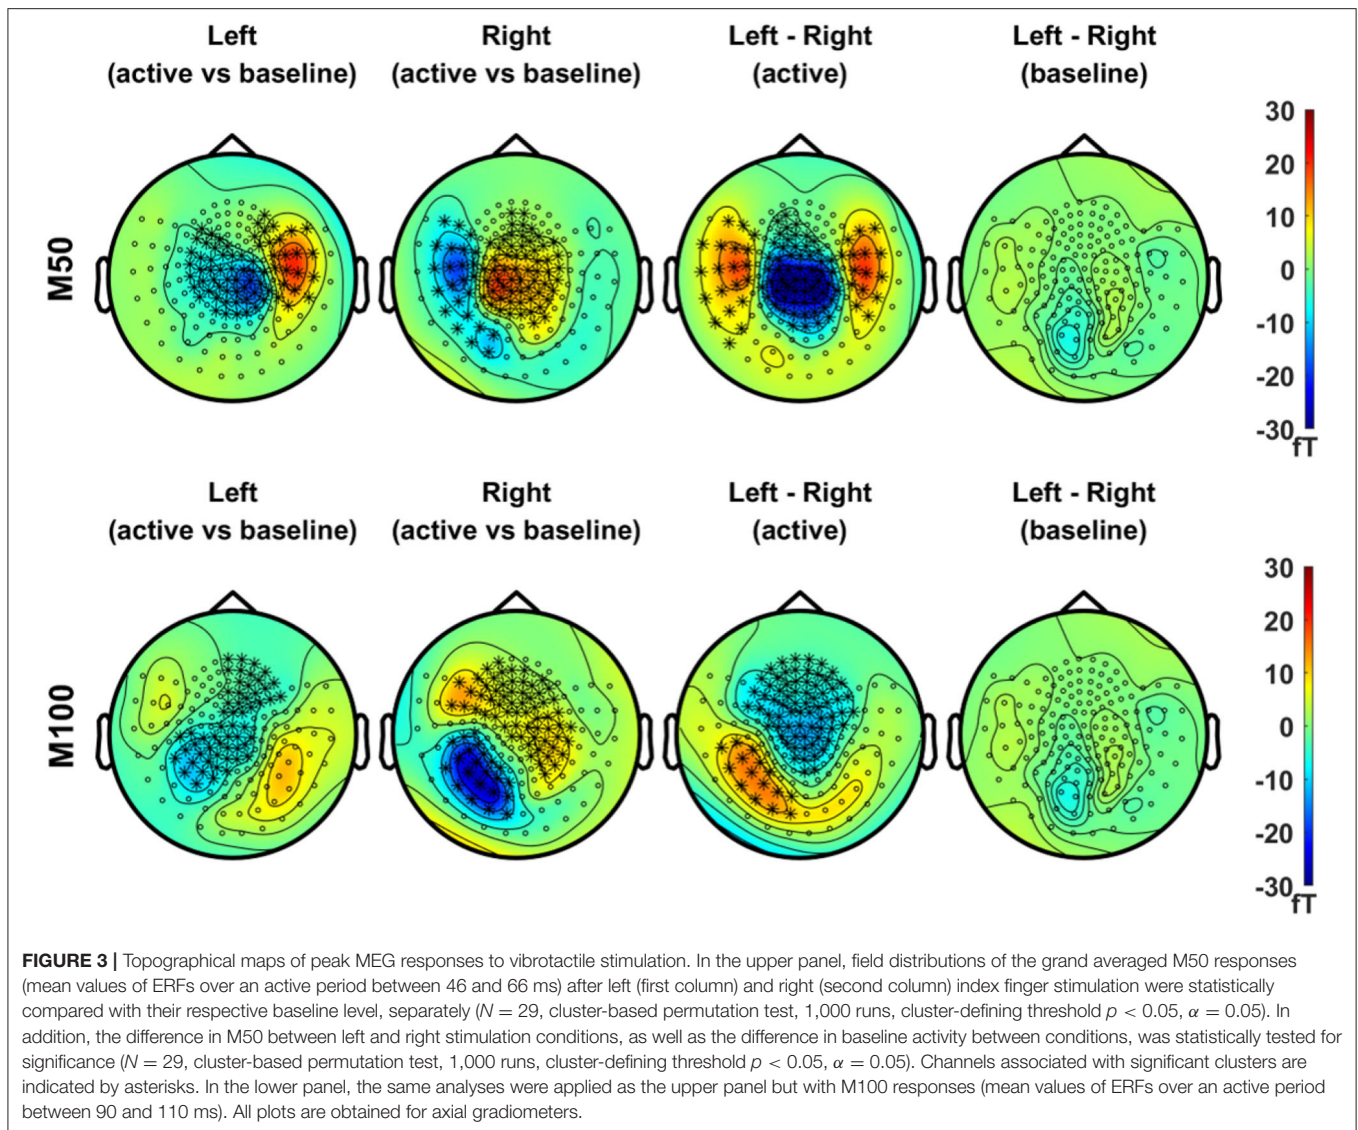 Left Right Left - Right Left - Right
(active vs baseline) (active vs baseline) (active) (baseline)
M50
30
20
10
0
-10
-20
-30
fT
Left Right Left - Right Left - Right
(active vs baseline) (active vs baseline) (active) (baseline)
M100
30
20
10
0
-10
-20
-30
fT
FIGURE 3 | Topographical maps of peak MEG responses to vibrotactile stimulation. In the upper panel, field distributions of the grand averaged M50 responses
(mean values of ERFs over an active period between 46 and 66 ms) after left (first column) and right (second column) index finger stimulation were statistically
compared with their respective baseline level, separately (N = 29, cluster-based permutation test, 1,000 runs, cluster-defining threshold p < 0.05, α = 0.05). In
addition, the difference in M50 between left and right stimulation conditions, as well as the difference in baseline activity between conditions, was statistically tested for
significance (N = 29, cluster-based permutation test, 1,000 runs, cluster-defining threshold p < 0.05, α = 0.05). Channels associated with significant clusters are
indicated by asterisks. In the lower panel, the same analyses were applied as the upper panel but with M100 responses (mean values of ERFs over an active period
between 90 and 110 ms). All plots are obtained for axial gradiometers.